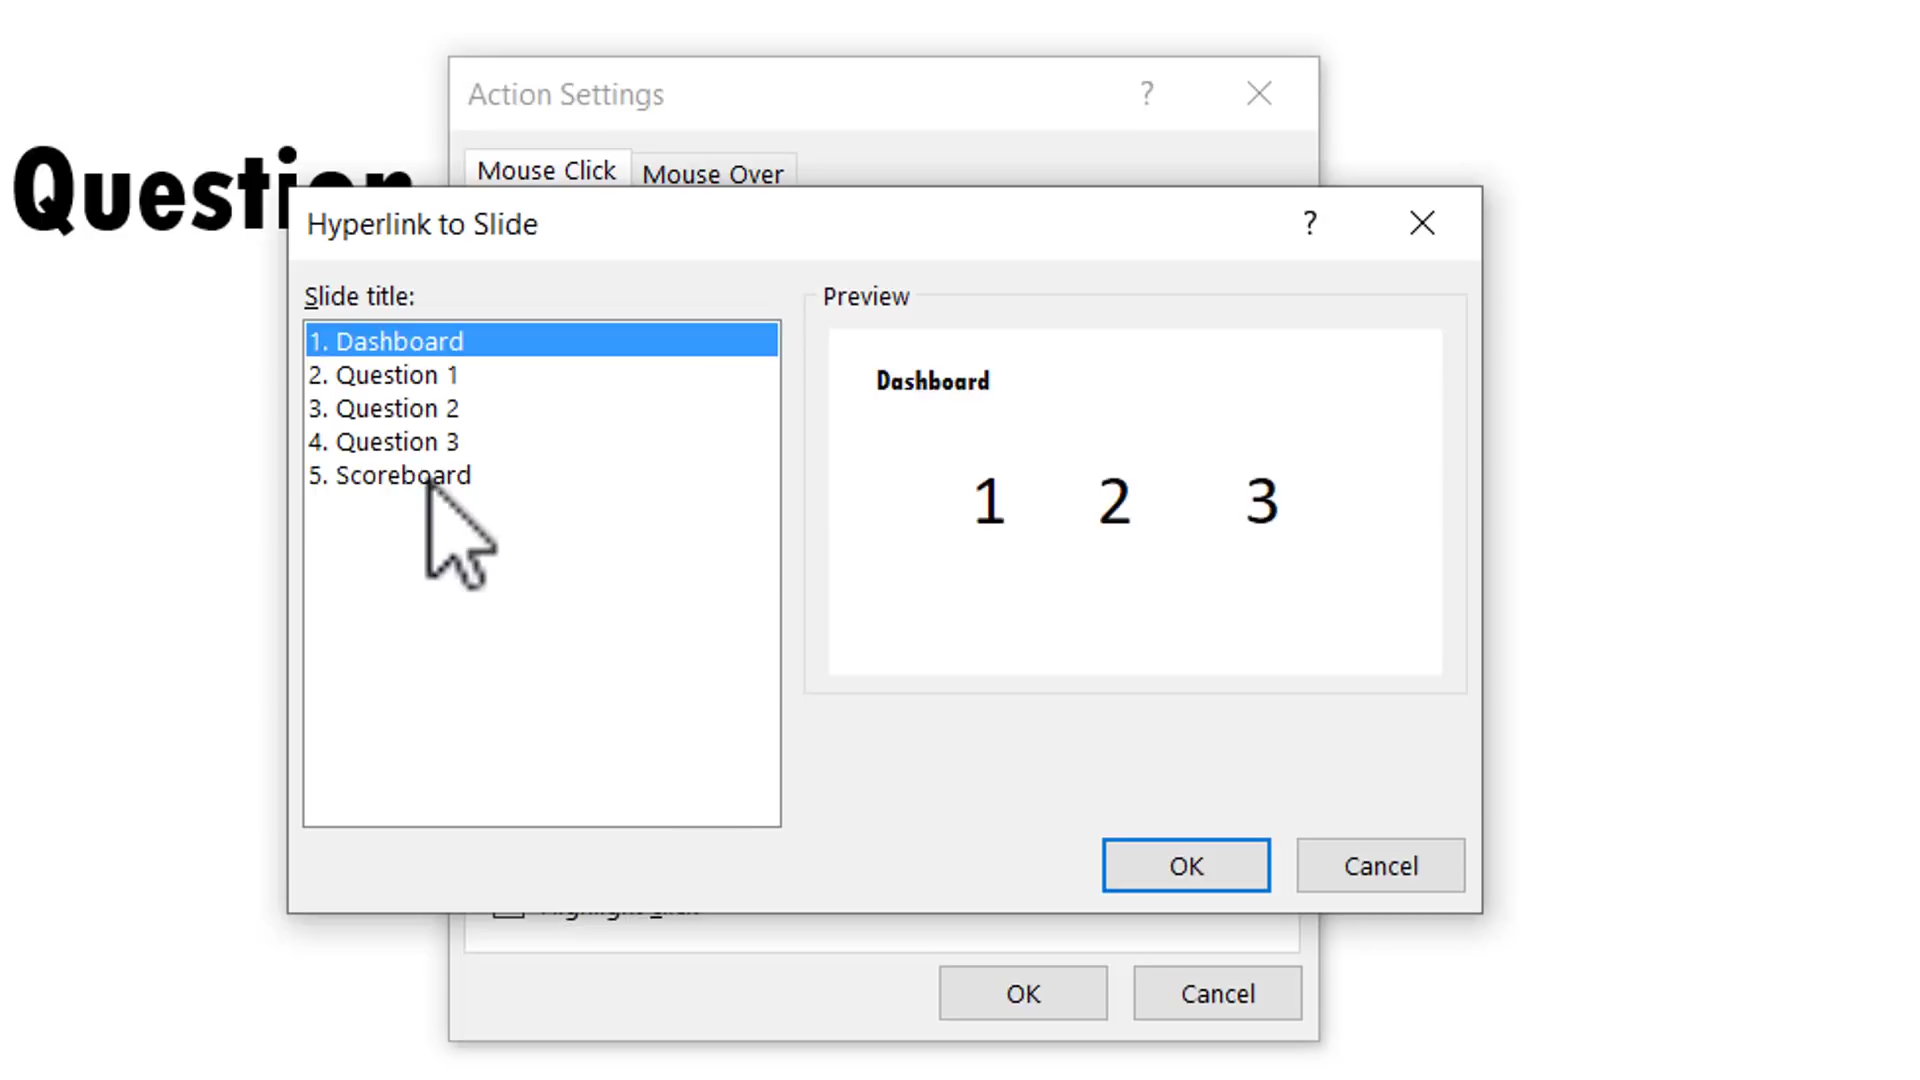 Action Settings
?
Mouse Click
Mouse Over
Question
Hyperlink to Slide
?
Slide title:
1. Dashboard
2. Question 1
3. Question 2
4. Question 3
5. Scoreboard
Preview
Dashboard
1 2 3
OK
Cancel
OK
Cancel